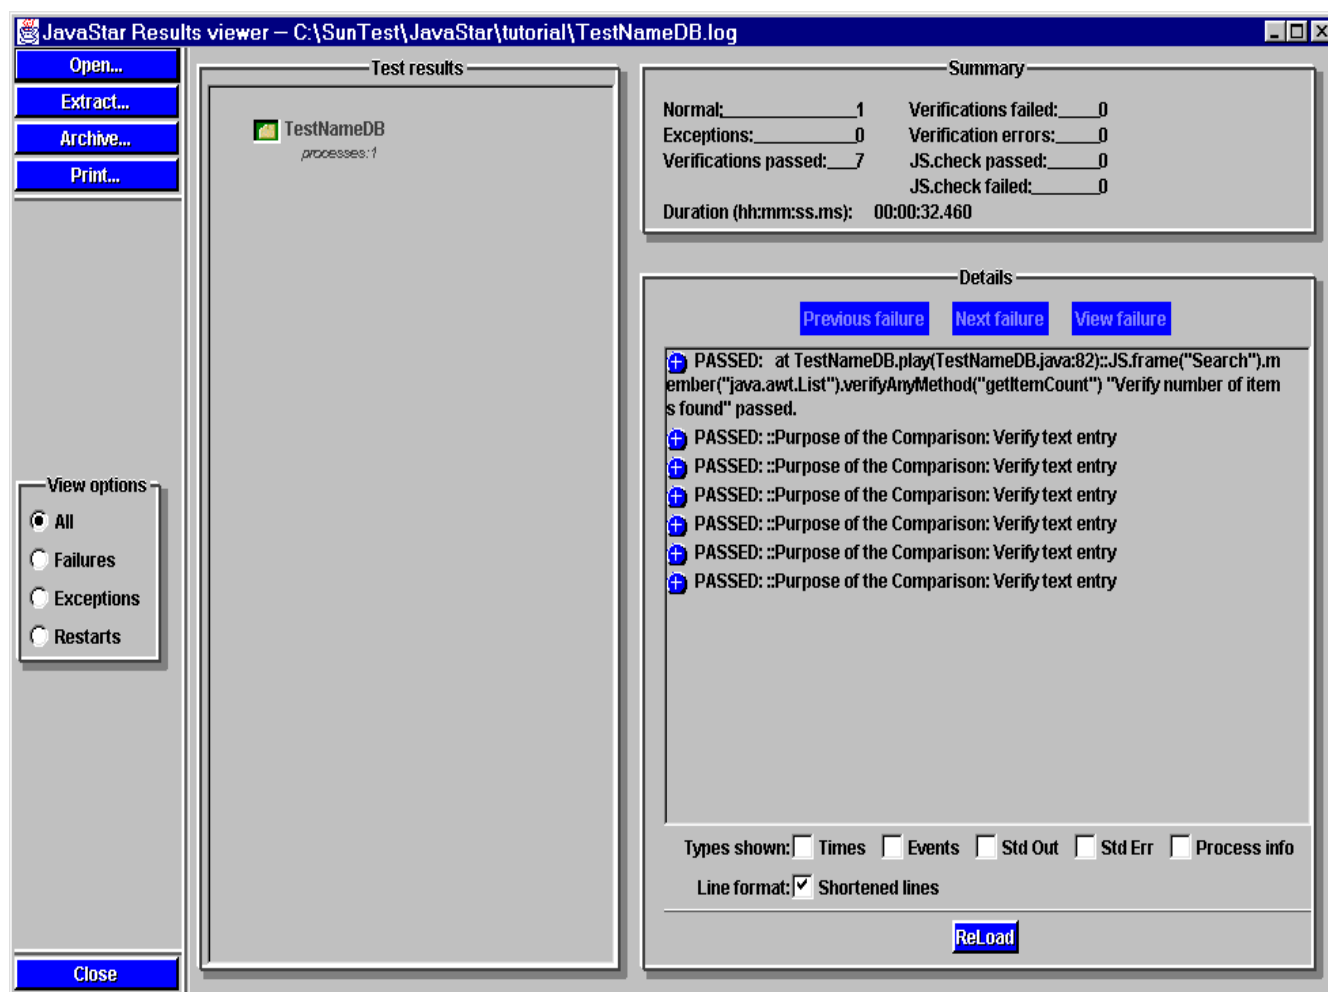 JavaStar Results viewer – C:\SunTest\JavaStar\tutorial\TestNameDB.log
Open...
Extract...
Archive...
Print...
View options
All
Failures
Exceptions
Restarts
Close
Test results
TestNameDB
processes:1
Summary
Normal:_______1 Verifications failed:____0
Exceptions:_______0 Verification errors:____0
Verifications passed:___7 JS.check passed:_____0
JS.check failed:______0
Duration (hh:mm:ss.ms): 00:00:32.460
Details
Previous failure Next failure View failure
PASSED: at TestNameDB.play(TestNameDB.java:82)::JS.frame("Search").m
ember("java.awt.List").verifyAnyMethod("getItemCount") "Verify number of item
s found" passed.
PASSED: ::Purpose of the Comparison: Verify text entry
PASSED: ::Purpose of the Comparison: Verify text entry
PASSED: ::Purpose of the Comparison: Verify text entry
PASSED: ::Purpose of the Comparison: Verify text entry
PASSED: ::Purpose of the Comparison: Verify text entry
PASSED: ::Purpose of the Comparison: Verify text entry
Types shown: Times Events Std Out Std Err Process info
Line format: Shortened lines
ReLoad